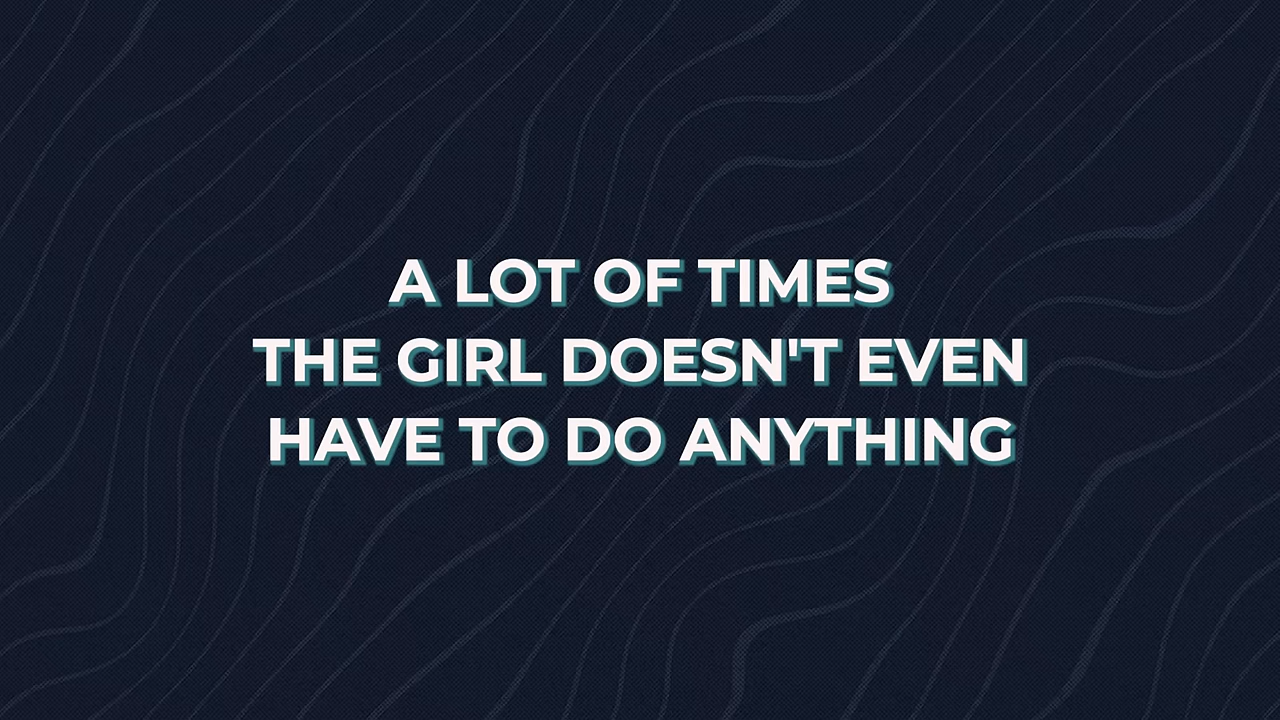 A LOT OF TIMES
THE GIRL DOESN'T EVEN
HAVE TO DO ANYTHING